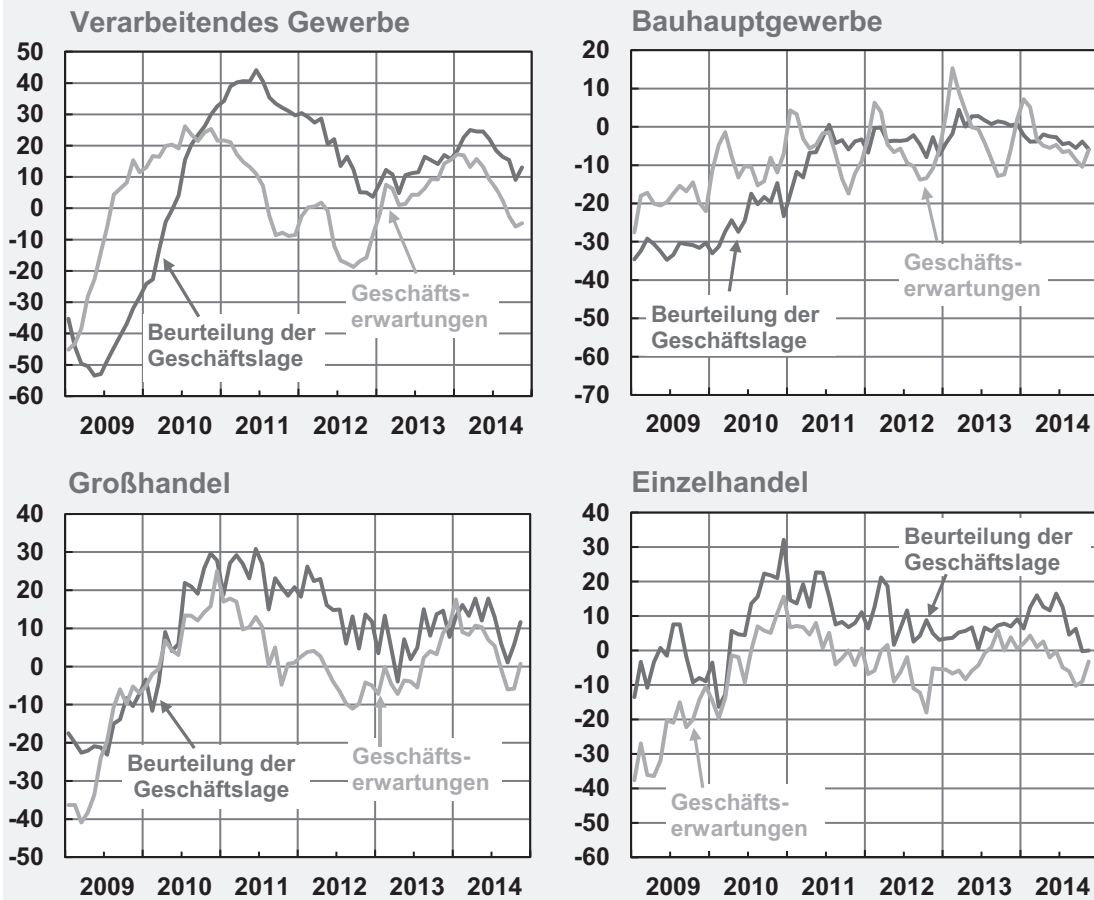 Verarbeitendes Gewerbe
50
40
30
20
10
0
-10
-20
-30
-40
-50
-60
Geschäfts-
erwartungen
Beurteilung der
Geschäftslage
2009 2010 2011 2012 2013 2014
Bauhauptgewerbe
20
10
0
-10
-20
-30
-40
-50
-60
-70
Geschäfts-
erwartungen
Beurteilung der
Geschäftslage
2009 2010 2011 2012 2013 2014
Großhandel
40
30
20
10
0
-10
-20
-30
-40
-50
Beurteilung der
Geschäftslage
Geschäfts-
erwartungen
2009 2010 2011 2012 2013 2014
Einzelhandel
40
30
20
10
0
-10
-20
-30
-40
-50
-60
Beurteilung der
Geschäftslage
Geschäfts-
erwartungen
2009 2010 2011 2012 2013 2014